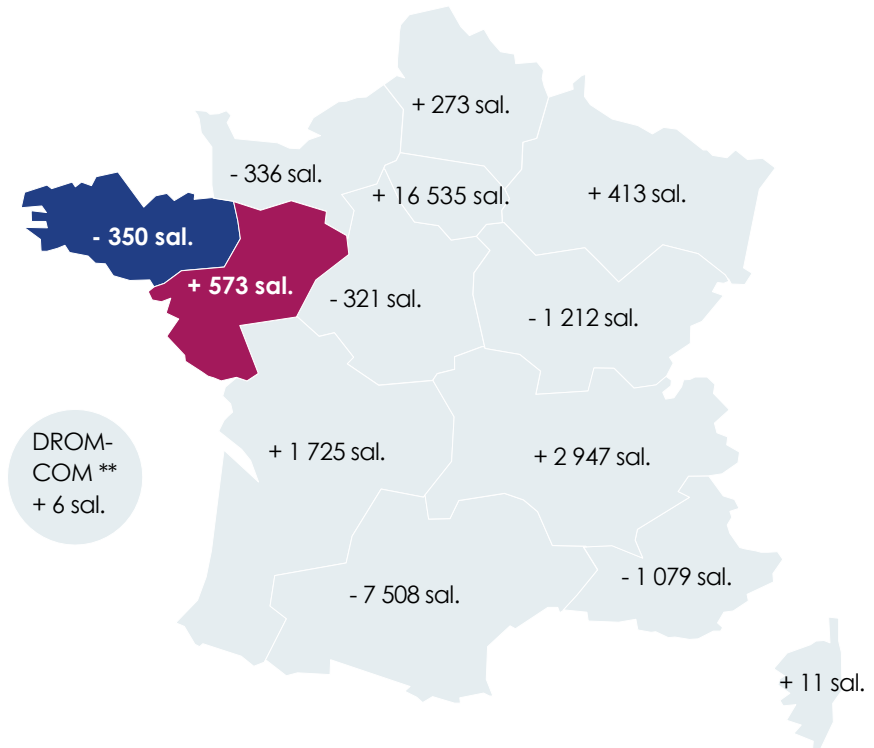 + 273 sal.
- 336 sal.
+ 16 535 sal.
+ 413 sal.
- 350 sal.
+ 573 sal.
- 321 sal.
- 1 212 sal.
DROM-
COM **
+ 6 sal.
+ 1 725 sal.
+ 2 947 sal.
- 7 508 sal.
- 1 079 sal.
+ 11 sal.